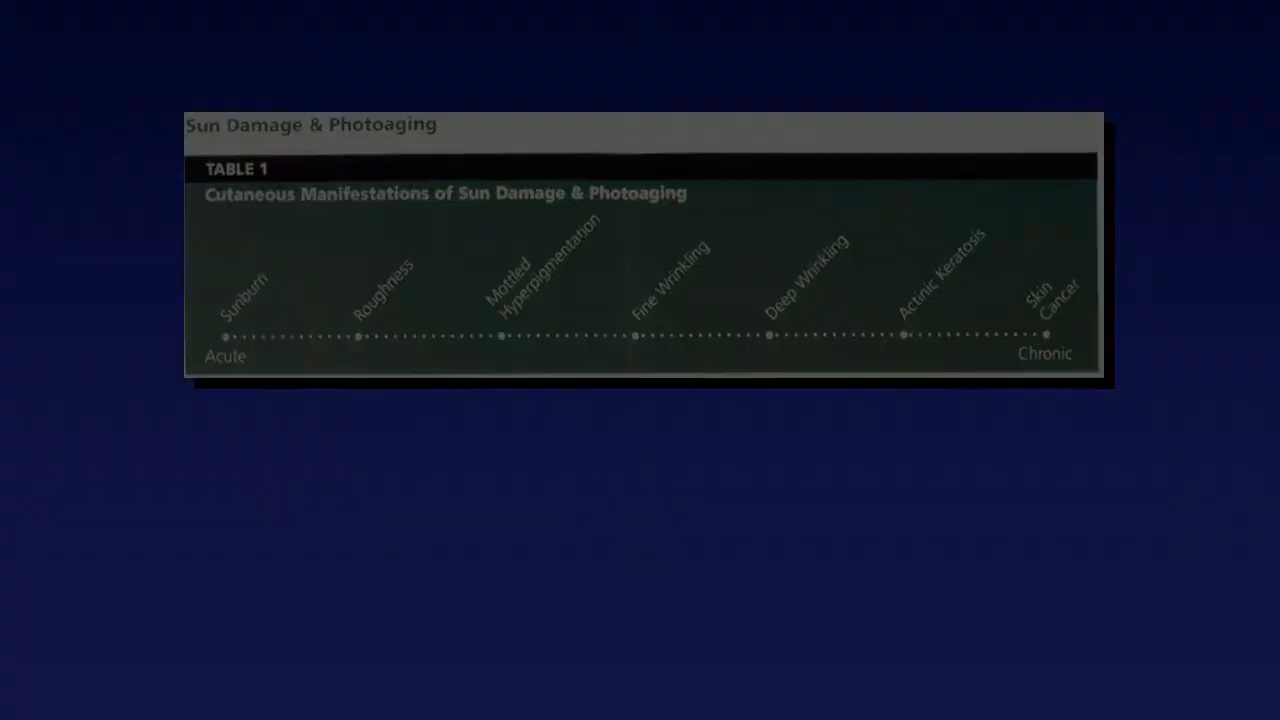 Sun Damage & Photoaging
TABLE 1
Cutaneous Manifestations of Sun Damage & Photoaging
Sunburn
Roughness
Mottled
Hyperpigmentation
Fine Wrinkling
Deep Wrinkling
Actinic Keratosis
Skin
Cancer
Acute
Chronic